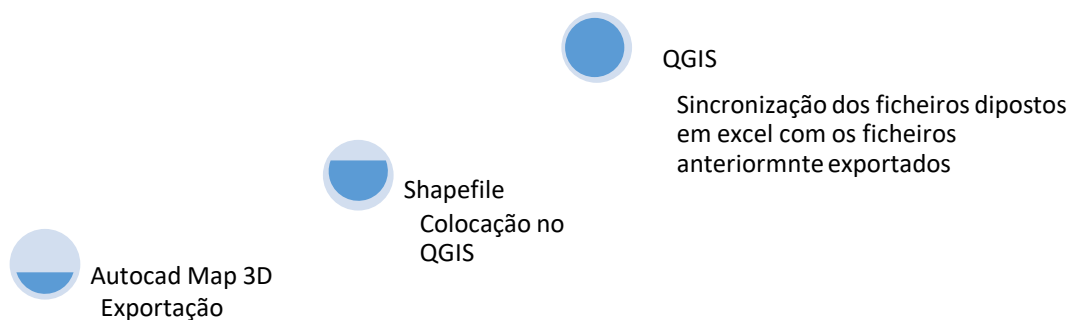 QGIS
Sincronização dos ficheiros dipostos
em excel com os ficheiros
anteriormnte exportados
Shapefile
Colocação no
QGIS
Autocad Map 3D
Exportação